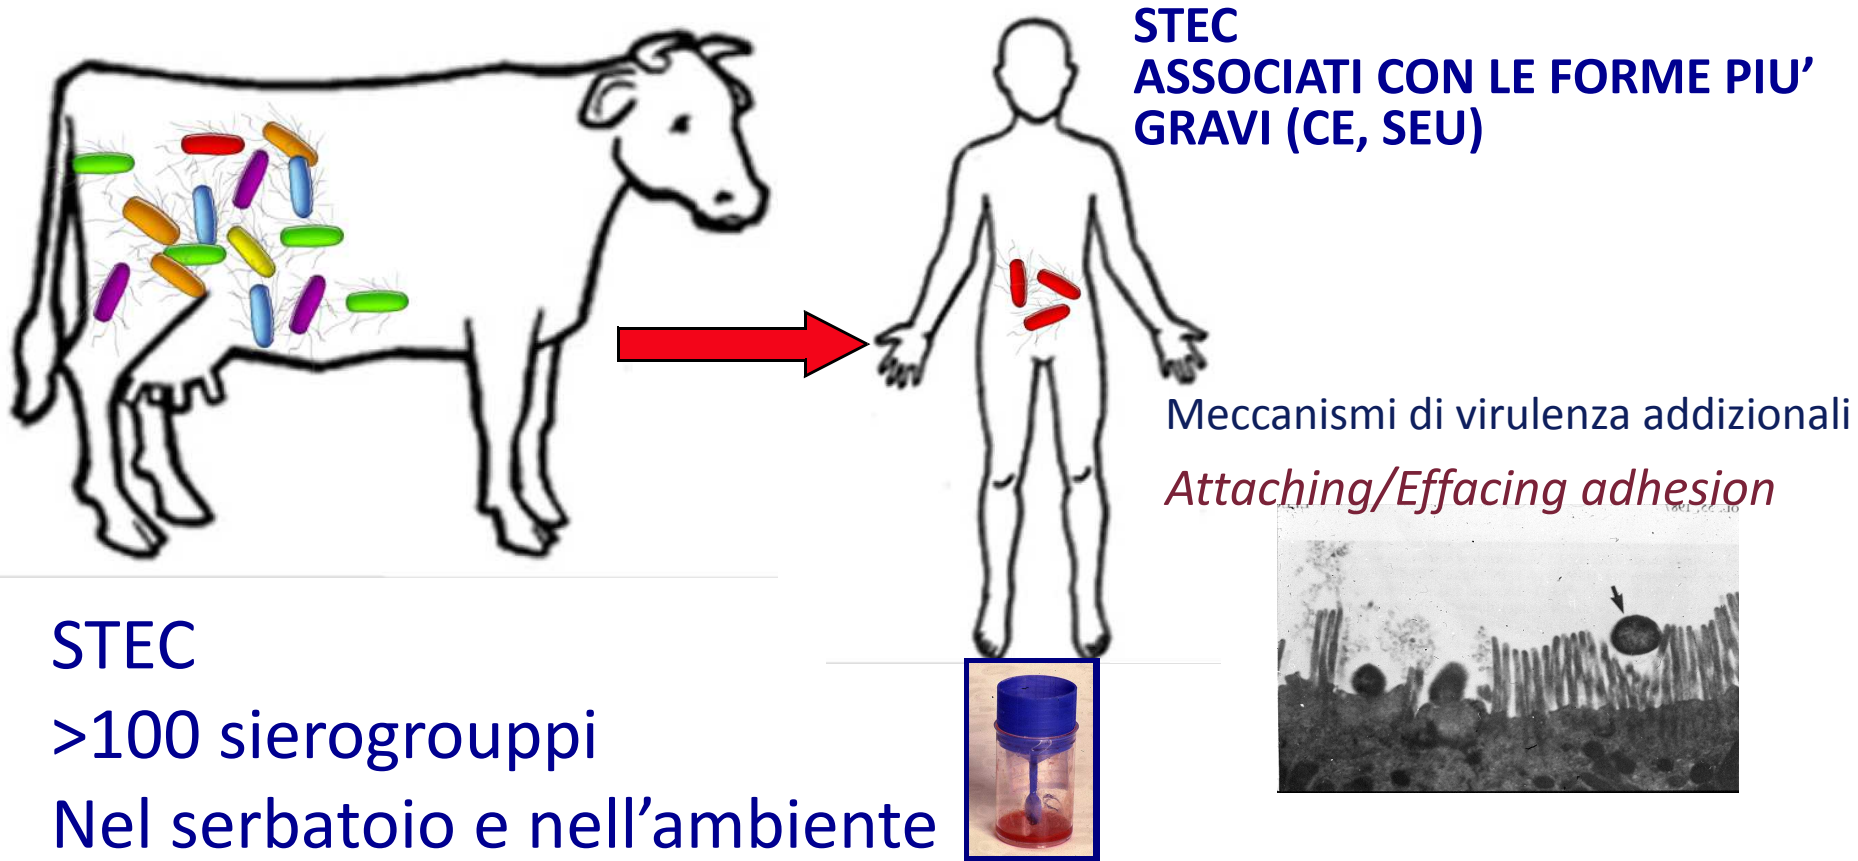 STEC
ASSOCIATI CON LE FORME PIU’
GRAVI (CE, SEU)
Meccanismi di virulenza addizionali
Attaching/Effacing adhesion
STEC
>100 sierogrouppi
Nel serbatoio e nell’ambiente